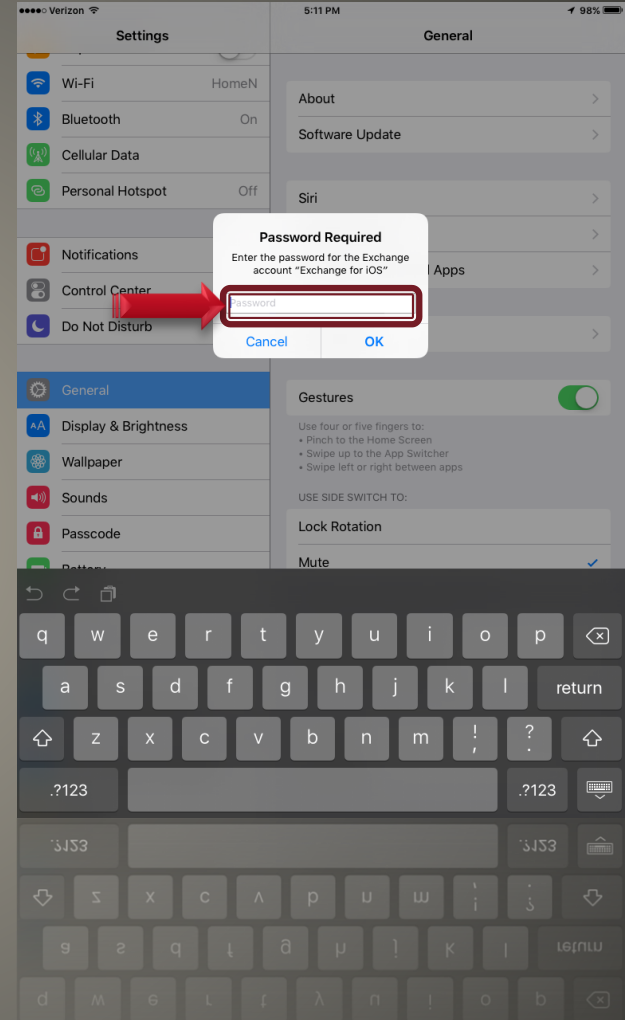 Verizon
5:11 PM
98%
Settings
General
Wi-Fi
HomeN
Bluetooth
On
Cellular Data
Personal Hotspot
Off
Notifications
Control Center
Do Not Disturb
General
Display & Brightness
Wallpaper
Sounds
Passcode
Battery
About
Software Update
Siri
Apps
Gestures
Use four or five fingers to:
• Pinch to the Home Screen
• Swipe up to the App Switcher
• Swipe left or right between apps
USE SIDE SWITCH TO:
Lock Rotation
Mute
Password Required
Enter the password for the Exchange
account “Exchange for iOS”
Password
Cancel
OK
q w e r t y u i o p
a s d f g h j k l return
z x c v b n m ! , ? .
.?123 .?123
.?123 .?123
z x c v b n m ! , ? .
a s d f g h j k l return
q w e r t y u i o p